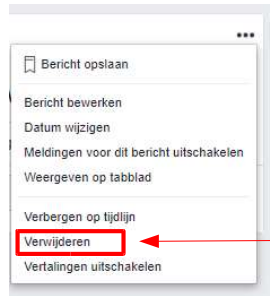 Bericht opslaan
Bericht bewerken
Datum wijzigen
Meldingen voor dit bericht uitschakelen
Weergeven op tabblad
Verbergen op tijdlijn
Verwijderen
Vertalingen uitschakelen